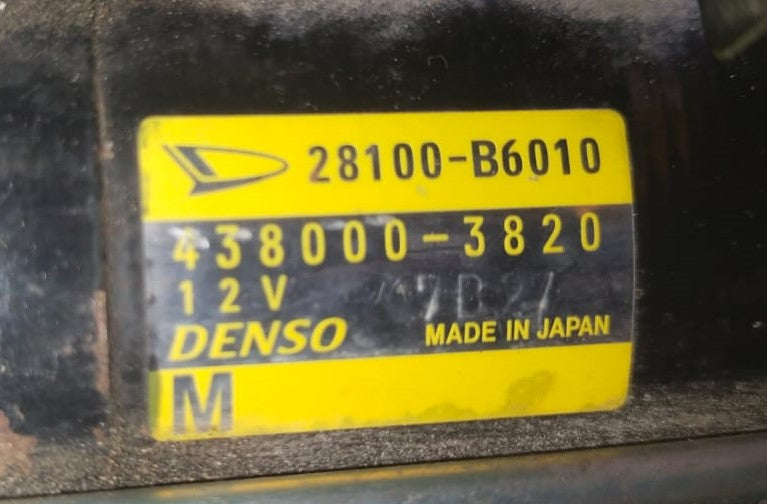 28100-B6010
438000-3820
12V
DENSO MADE IN JAPAN
M